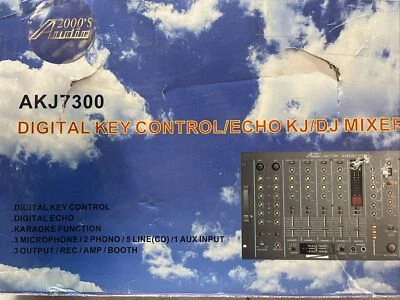 2000'S
Audio
AKJ7300
DIGITAL KEY CONTROL/ECHO KJ/DJ MIXER
.DIGITAL KEY CONTROL
.DIGITAL ECHO
.KARAOKE FUNCTION
.3 MICROPHONE / 2 PHONO / 5 LINE(CD) / 1 AUX INPUT
.3 OUTPUT / REC / AMP / BOOTH